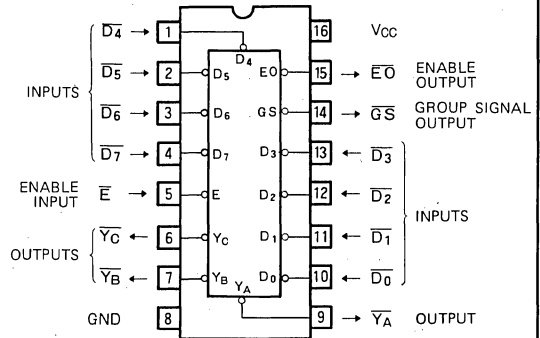 D4 → 1 16 VCC
D4
D5 → 2 D5 EO 15 → EO ENABLE OUTPUT
INPUTS
D6 → 3 D6 GS 14 → GS GROUP SIGNAL OUTPUT
D7 → 4 D7 D3 13 ← D3
ENABLE INPUT E → 5 E D2 12 ← D2
INPUTS
YC ← 6 YC D1 11 ← D1
OUTPUTS
YB ← 7 YB D0 10 ← D0
YA
GND 8 9 → YA OUTPUT